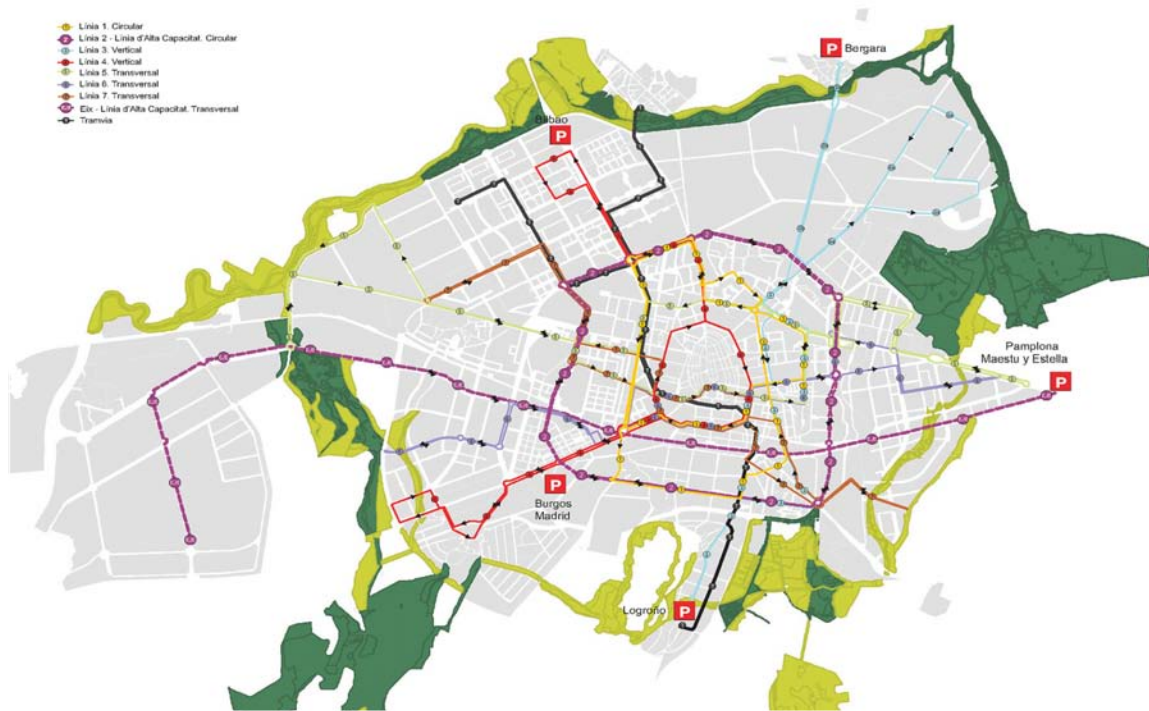 Línia 1. Circular
Línia 2 - Línia d'Alta Capacitat. Circular
Línia 3. Vertical
Línia 4. Vertical
Línia 5. Transversal
Línia 6. Transversal
Línia 7. Transversal
Eix - Línia d'Alta Capacitat. Transversal
Tramvia
P Bergara
Bilbao
P
Pamplona
Maestu y Estella
P
P
Burgos
Madrid
Logroño P